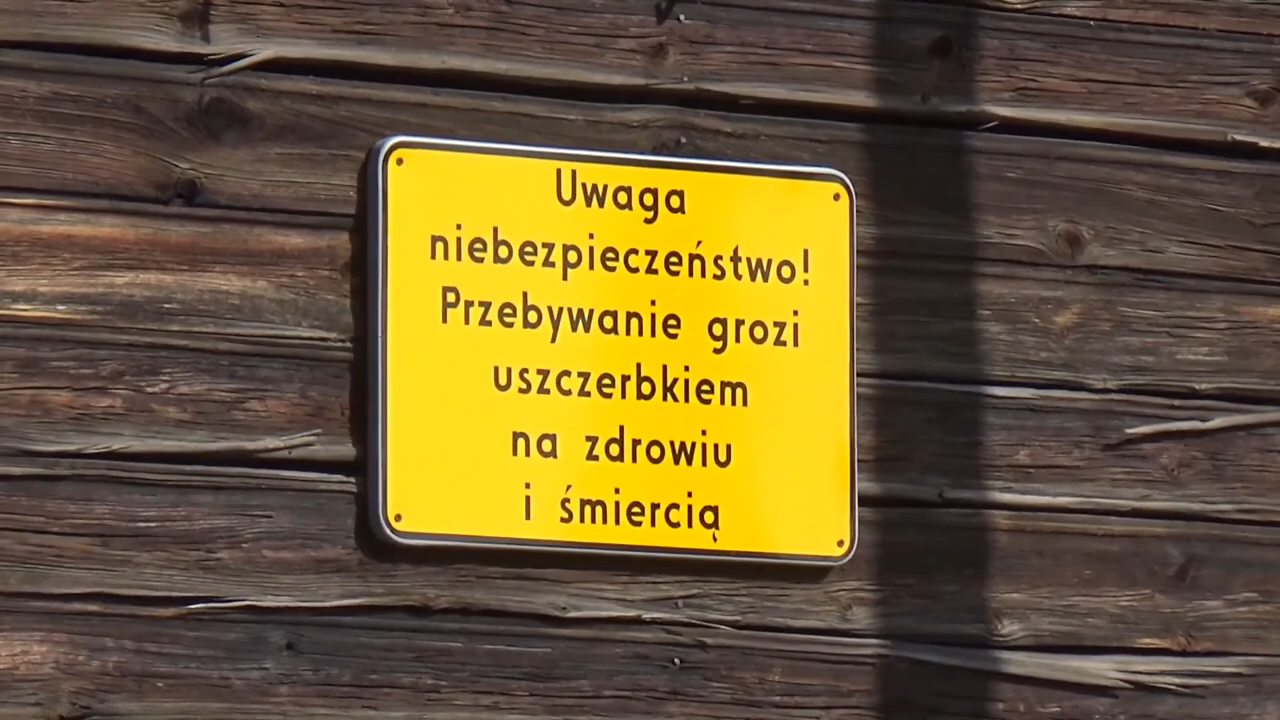 Uwaga
niebezpieczeństwo!
Przebywanie grozi
uszczerbkiem
na zdrowiu
i śmiercią